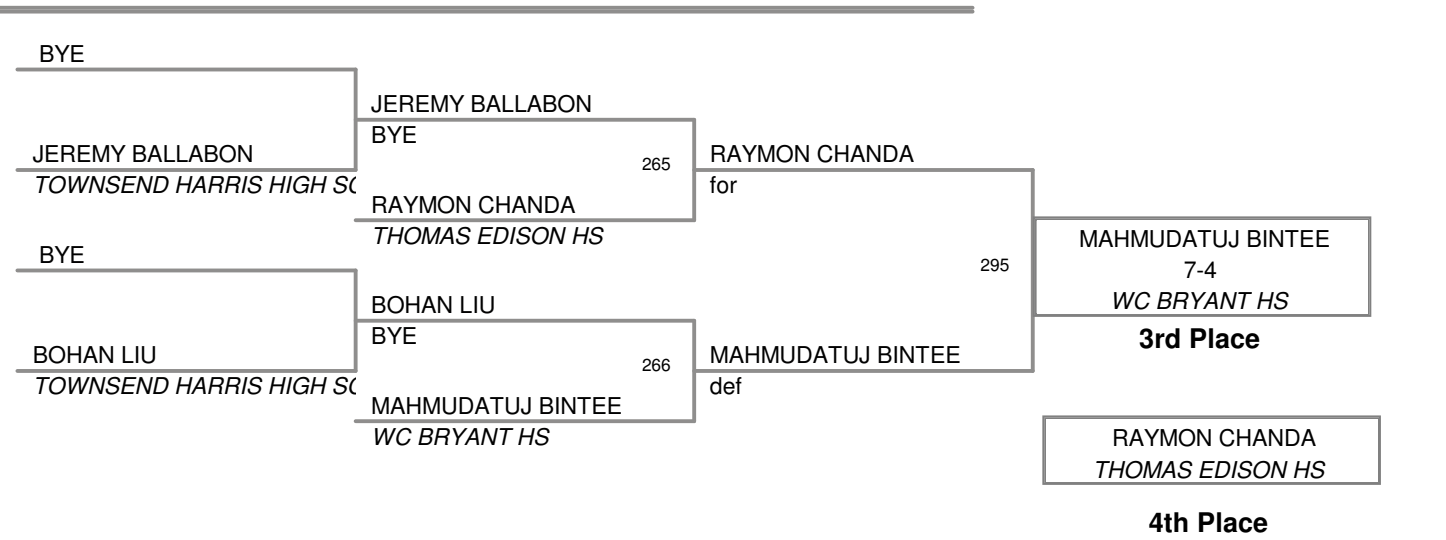 BYE
JEREMY BALLABON
BYE
JEREMY BALLABON
TOWNSEND HARRIS HIGH SC
265
RAYMON CHANDA
for
RAYMON CHANDA
THOMAS EDISON HS
BYE
295
MAHMUDATUJ BINTEE
7-4
WC BRYANT HS
3rd Place
BOHAN LIU
BYE
BOHAN LIU
TOWNSEND HARRIS HIGH SC
266
MAHMUDATUJ BINTEE
def
MAHMUDATUJ BINTEE
WC BRYANT HS
RAYMON CHANDA
THOMAS EDISON HS
4th Place